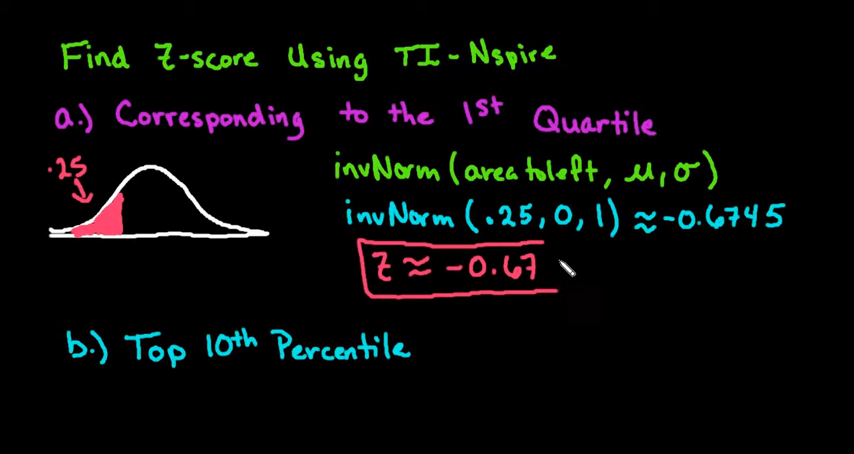 Find Z-score Using TI-Nspire
a.) Corresponding to the 1st Quartile
.25
invNorm(area to left, μ, σ)
invNorm(.25, 0, 1) ≈ -0.6745
Z ≈ -0.67
b.) Top 10th Percentile